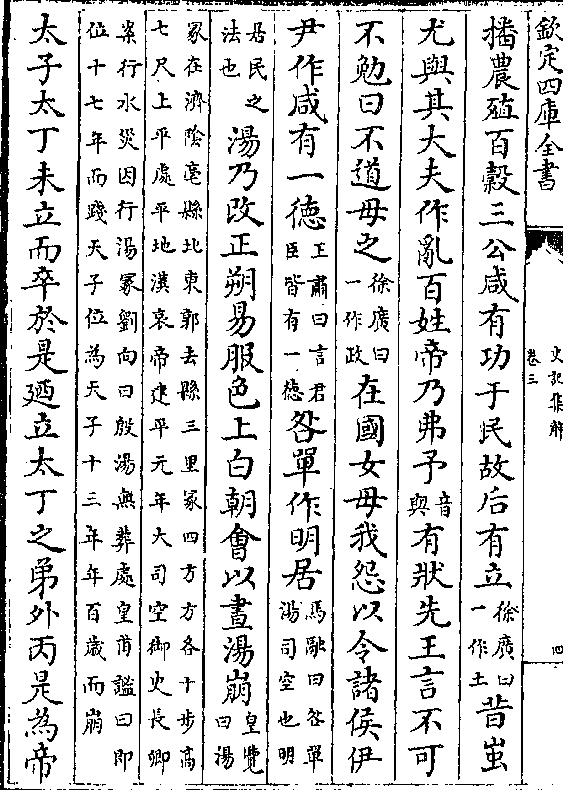 欽定四庫全書
史記集解
卷三
四
播農殖百穀三公咸有功于民故后有立徐廣曰一作土昔蚩
尤與其大夫作亂百姓帝乃弗予音與有狀先王言不可
不勉曰不道毋之徐廣曰一作政在國女毋我怨以令諸侯伊
尹作咸有一徳王肅曰言君臣皆有一徳咎單作明居馬融曰咎單湯司空也明
居民之法也湯乃改正朔易服色上白朝會以晝湯崩皇覽曰湯
冢在濟隂亳縣北東郭去縣三里冢四方方各十步髙
七尺上平處平地漢哀帝建平元年大司空御史長卿
案行水災因行湯冢劉向曰殷湯無葬處皇甫謐曰即
位十七年而踐天子位為天子十三年年百歲而崩
太子太丁未立而卒於是廼立太丁之弟外丙是為帝